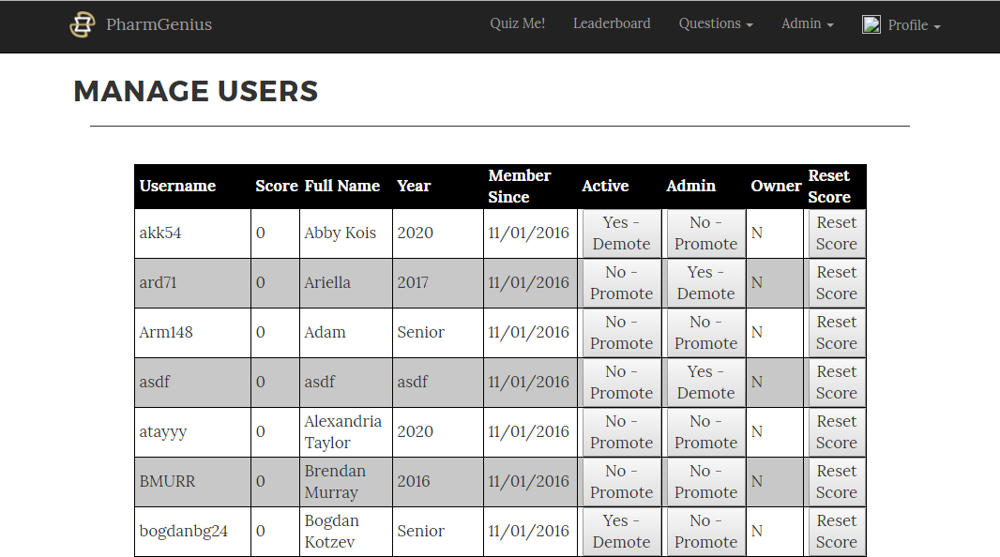 PharmGenius Quiz Me! Leaderboard Questions Admin Profile
MANAGE USERS
Username Score Full Name Year Member Since Active Admin Owner Reset Score
akk54 0 Abby Kois 2020 11/01/2016 Yes - Demote No - Promote N Reset Score
ard71 0 Ariella 2017 11/01/2016 No - Promote Yes - Demote N Reset Score
Arm148 0 Adam Senior 11/01/2016 No - Promote No - Promote N Reset Score
asdf 0 asdf asdf 11/01/2016 No - Promote Yes - Demote N Reset Score
atayyy 0 Alexandria Taylor 2020 11/01/2016 No - Promote No - Promote N Reset Score
BMURR 0 Brendan Murray 2016 11/01/2016 No - Promote No - Promote N Reset Score
bogdanbg24 0 Bogdan Kotzev Senior 11/01/2016 Yes - Demote No - Promote N Reset Score